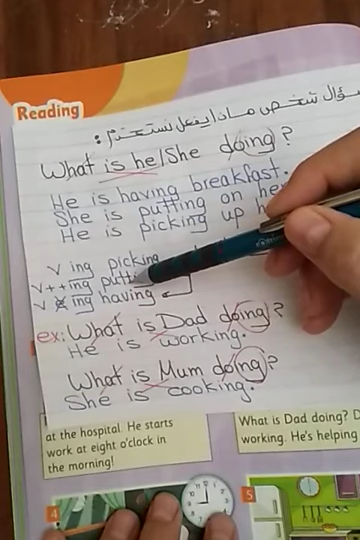 Reading
سؤال شخص ماذا يفعل نستخدم :
What is he/She doing ?
He is having breakfast.
She is putting on he
He is picking up h
V ing picking
V++ing putti
V ing having
ex: What is Dad doing ?
He is working.
What is Mum doing ?
She is cooking.
at the hospital. He starts
work at eight o'clock in
the morning!
What is Dad doing? D
working. He's helping
4
5